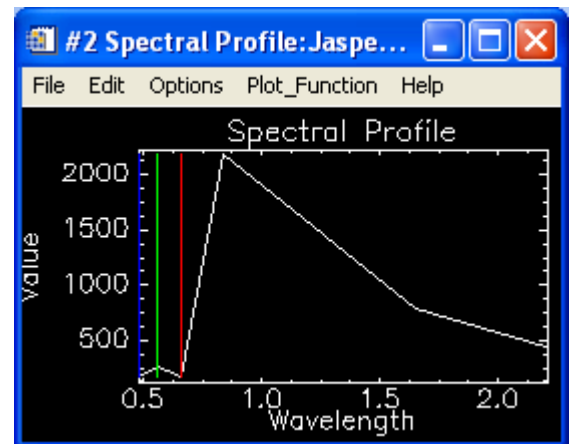 #2 Spectral Profile:Jaspe...
File Edit Options Plot_Function Help
Spectral Profile
2000
1500
1000
500
Value
0.5 1.0 1.5 2.0
Wavelength